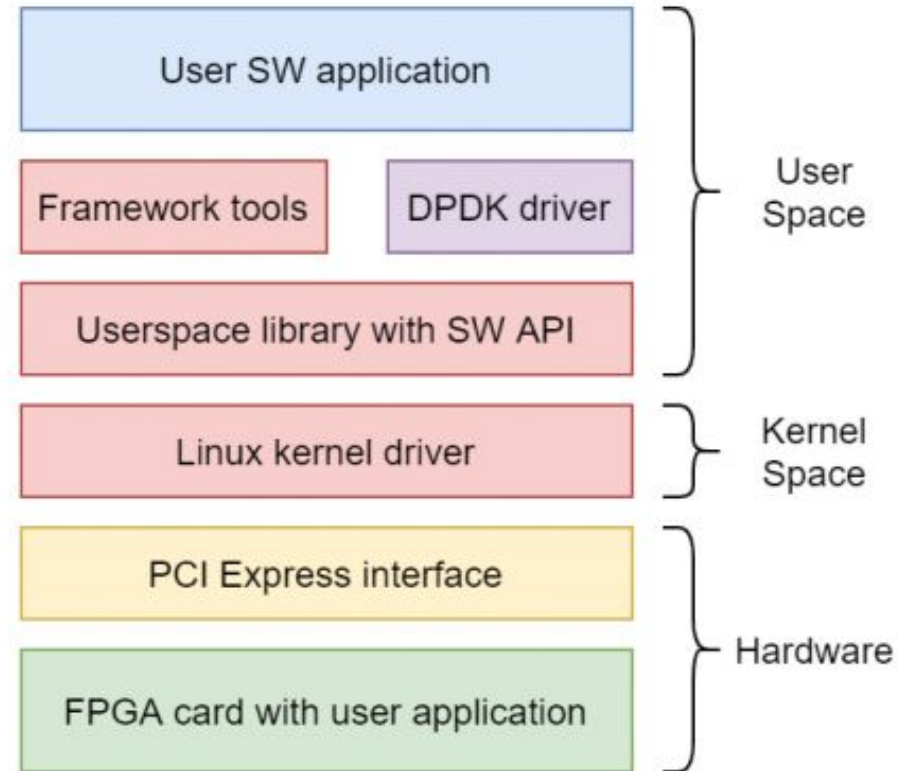 User SW application
Framework tools
DPDK driver
User
Space
Userspace library with SW API
Linux kernel driver
Kernel
Space
PCI Express interface
Hardware
FPGA card with user application